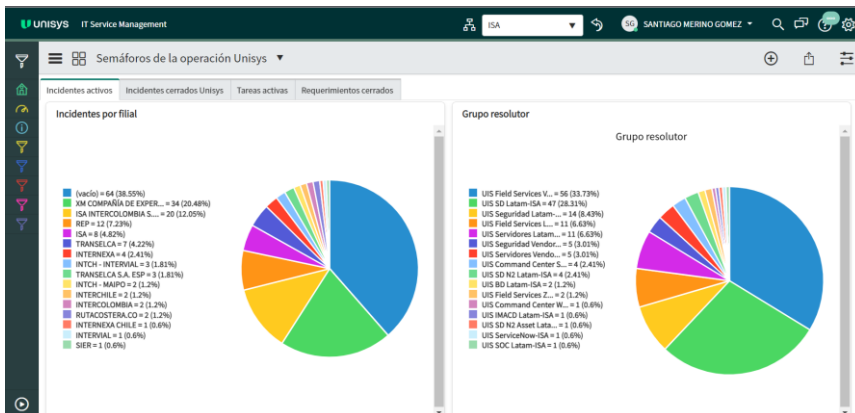 UNISYS IT Service Management
ISA
SG SANTIAGO MERINO GOMEZ
Semáforos de la operación Unisys
Incidentes activos
Incidentes cerrados Unisys
Tareas activas
Requerimientos cerrados
Incidentes por filial
(vacío) = 64 (38.55%)
XM COMPAÑÍA DE EXPER... = 34 (20.48%)
ISA INTERCOLOMBIA S.... = 20 (12.05%)
REP = 12 (7.23%)
ISA = 8 (4.82%)
TRANSELCA = 7 (4.22%)
INTERNEXA = 4 (2.41%)
INTCH - INTERVIAL = 3 (1.81%)
TRANSELCA S.A. ESP = 3 (1.81%)
INTCH - MAIPO = 2 (1.2%)
INTERCHILE = 2 (1.2%)
INTERCOLOMBIA = 2 (1.2%)
RUTACOSTERA.CO = 2 (1.2%)
INTERNEXA CHILE = 1 (0.6%)
INTERVIAL = 1 (0.6%)
SIER = 1 (0.6%)
Grupo resolutor
Grupo resolutor
UIS Field Services V... = 56 (33.73%)
UIS SD Latam-ISA = 47 (28.31%)
UIS Seguridad Latam-... = 14 (8.43%)
UIS Field Services L... = 11 (6.63%)
UIS Servidores Latam... = 11 (6.63%)
UIS Seguridad Vendor... = 5 (3.01%)
UIS Servidores Vendo... = 5 (3.01%)
UIS Command Center S... = 4 (2.41%)
UIS SD N2 Latam-ISA = 4 (2.41%)
UIS BD Latam-ISA = 2 (1.2%)
UIS Field Services Z... = 2 (1.2%)
UIS Command Center W... = 1 (0.6%)
UIS IMACD Latam-ISA = 1 (0.6%)
UIS SD N2 Asset Lata... = 1 (0.6%)
UIS ServiceNow-ISA = 1 (0.6%)
UIS SOC Latam-ISA = 1 (0.6%)